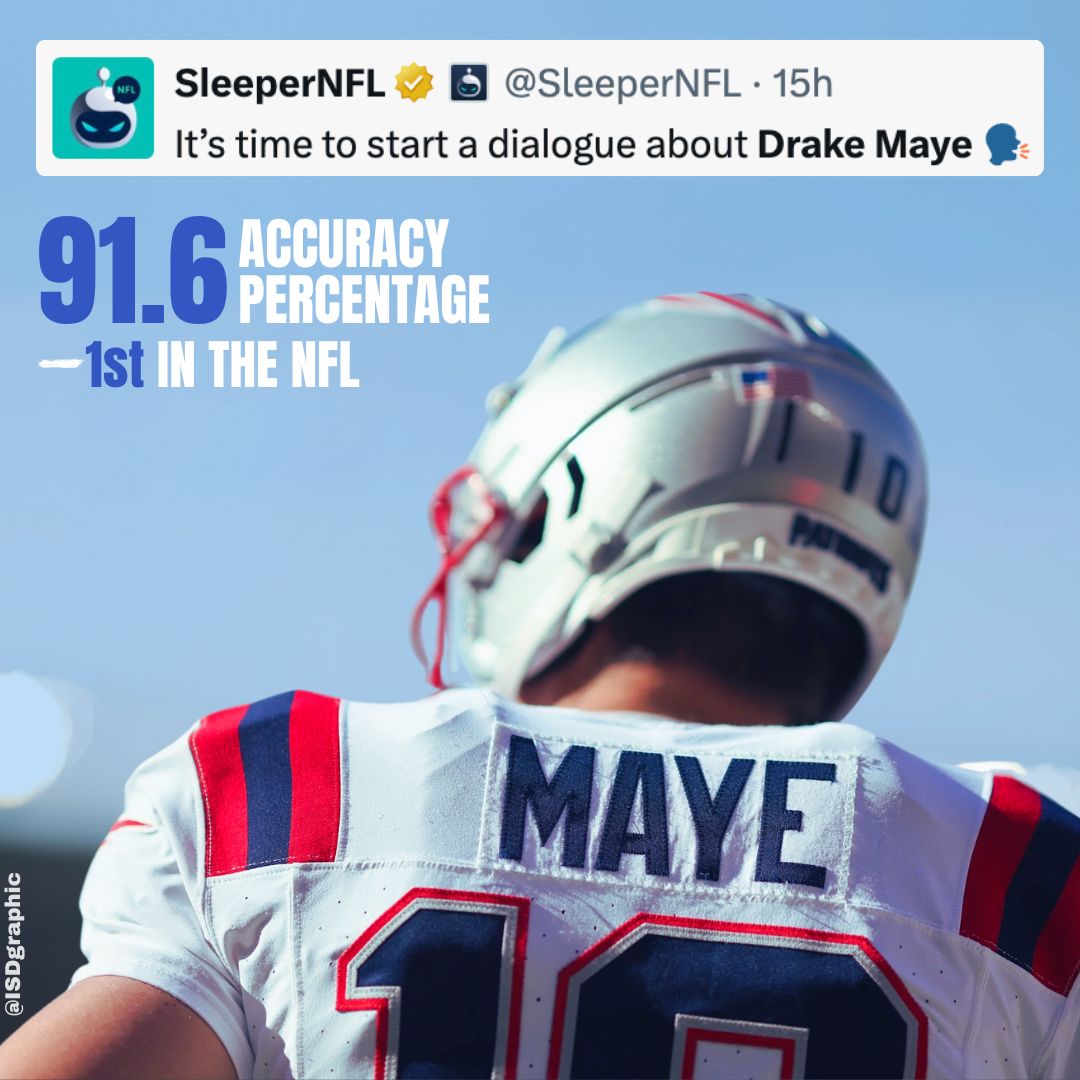 SleeperNFL @SleeperNFL · 15h
NFL
It’s time to start a dialogue about Drake Maye
91.6 ACCURACY
PERCENTAGE
1st IN THE NFL
10
PATRIOTS
MAYE
10
@ISDgraphic